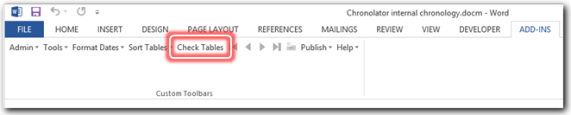 Chronolator internal chronology.docm - Word
FILE HOME INSERT DESIGN PAGE LAYOUT REFERENCES MAILINGS REVIEW VIEW DEVELOPER ADD-INS
Admin Tools Format Dates Sort Tables Check Tables Publish Help
Custom Toolbars